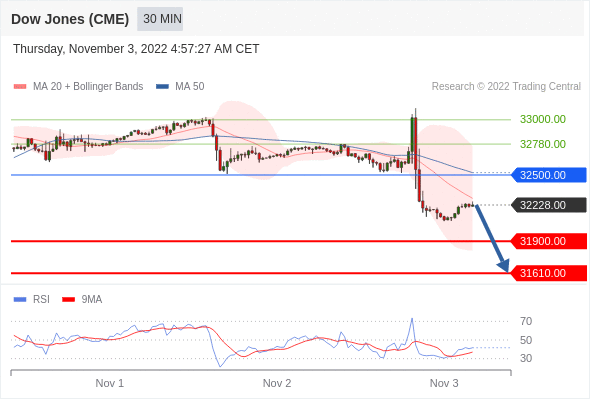 Dow Jones (CME) 30 MIN
Thursday, November 3, 2022 4:57:27 AM CET
MA 20 + Bollinger Bands MA 50 Research © 2022 Trading Central
33000.00
32780.00
32500.00
32228.00
31900.00
31610.00
RSI 9MA
70
50
30
Nov 1 Nov 2 Nov 3